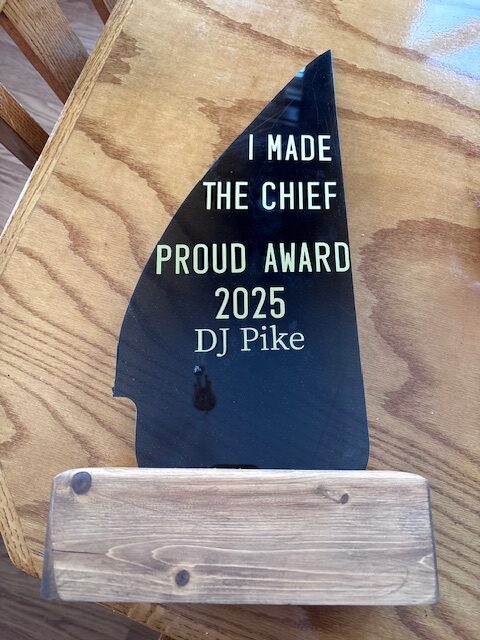 I MADE
THE CHIEF
PROUD AWARD
2025
DJ Pike